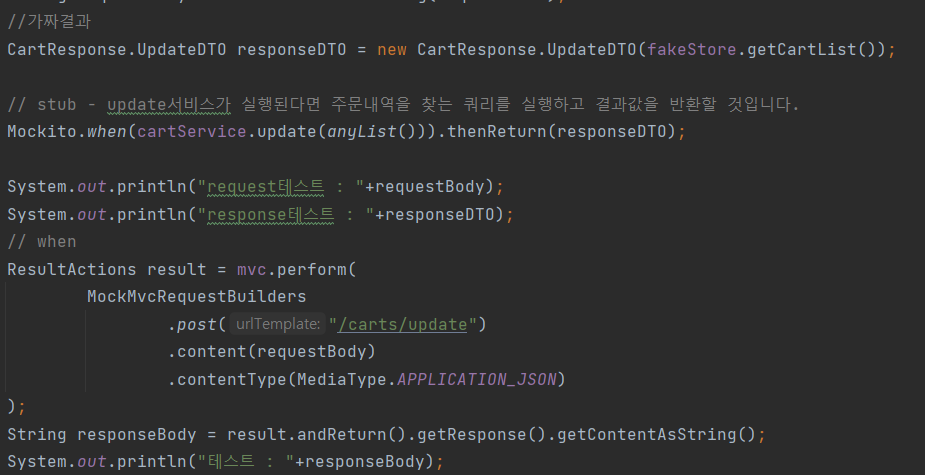 //가짜결과
CartResponse.UpdateDTO responseDTO = new CartResponse.UpdateDTO(fakeStore.getCartList());
// stub - update서비스가 실행된다면 주문내역을 찾는 쿼리를 실행하고 결과값을 반환할 것입니다.
Mockito.when(cartService.update(anyList())).thenReturn(responseDTO);
System.out.println("request테스트 : "+requestBody);
System.out.println("response테스트 : "+responseDTO);
// when
ResultActions result = mvc.perform(
MockMvcRequestBuilders
.post( urlTemplate: "/carts/update")
.content(requestBody)
.contentType(MediaType.APPLICATION_JSON)
);
String responseBody = result.andReturn().getResponse().getContentAsString();
System.out.println("테스트 : "+responseBody);